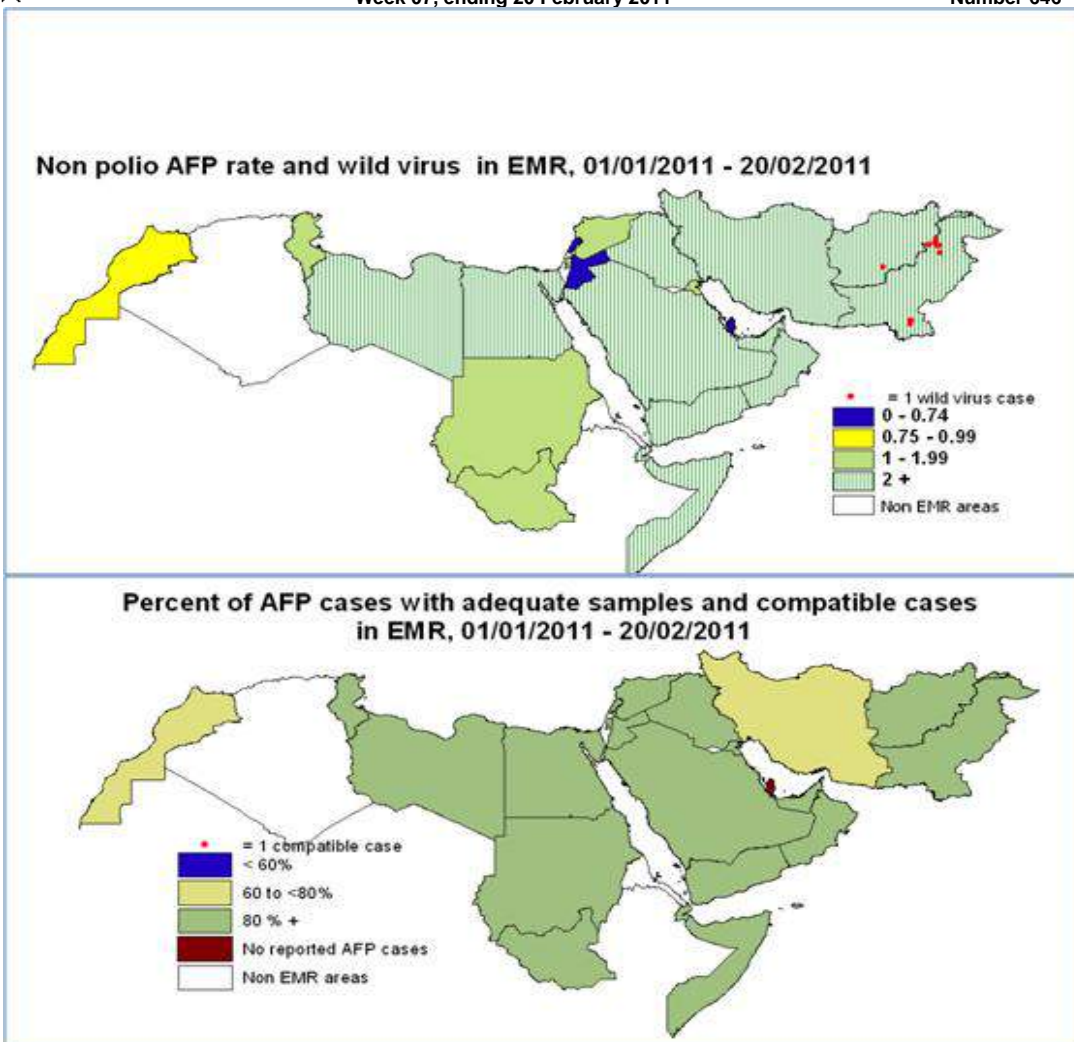 Week 07, ending 20 February 2011 Number 646
Non polio AFP rate and wild virus in EMR, 01/01/2011 - 20/02/2011
= 1 wild virus case
0 - 0.74
0.75 - 0.99
1 - 1.99
2 +
Non EMR areas
Percent of AFP cases with adequate samples and compatible cases
in EMR, 01/01/2011 - 20/02/2011
= 1 compatible case
< 60%
60 to <80%
80 % +
No reported AFP cases
Non EMR areas